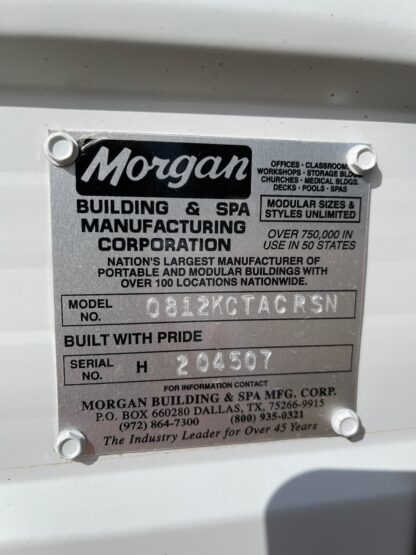 Morgan
OFFICES · CLASSROOM
WORKSHOPS · STORAGE BLDG
CHURCHES · MEDICAL BLDGS.
DECKS · POOLS · SPAS
BUILDING & SPA
MANUFACTURING
CORPORATION
MODULAR SIZES &
STYLES UNLIMITED
OVER 750,000 IN
USE IN 50 STATES
NATION'S LARGEST MANUFACTURER OF
PORTABLE AND MODULAR BUILDINGS WITH
OVER 100 LOCATIONS NATIONWIDE.
MODEL NO. 0812KCTACRSN
BUILT WITH PRIDE
SERIAL NO. H 204507
FOR INFORMATION CONTACT
MORGAN BUILDING & SPA MFG. CORP.
P.O. BOX 660280 DALLAS, TX, 75266-9915
(972) 864-7300 (800) 935-0321
The Industry Leader for Over 45 Years